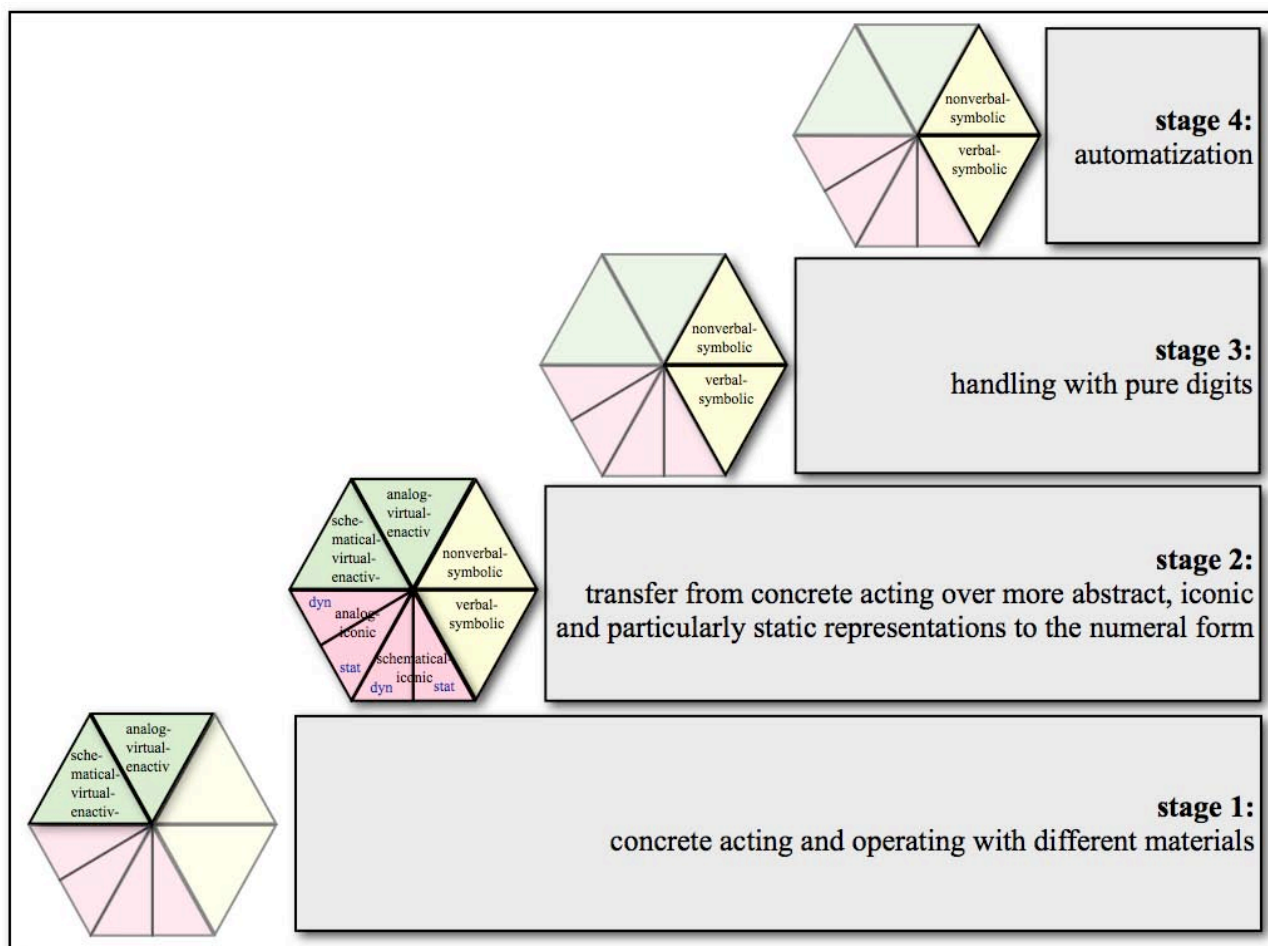 nonverbal-
symbolic
verbal-
symbolic
stage 4:
automatization
nonverbal-
symbolic
verbal-
symbolic
stage 3:
handling with pure digits
analog-
virtual-
enactiv
sche-
matical-
virtual-
enactiv-
nonverbal-
symbolic
verbal-
symbolic
dyn
analog-
iconic
stat
schematical-
iconic
dyn
stat
stage 2:
transfer from concrete acting over more abstract, iconic
and particularly static representations to the numeral form
analog-
virtual-
enactiv
sche-
matical-
virtual-
enactiv-
stage 1:
concrete acting and operating with different materials